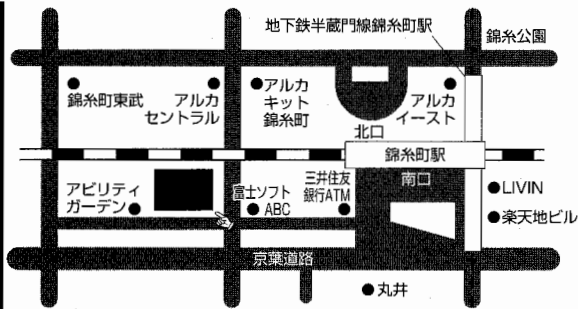 地下鉄半蔵門線錦糸町駅
錦糸公園
錦糸町東武
アルカ
セントラル
アルカ
キット
錦糸町
北口
アルカ
イースト
錦糸町駅
アビリティ
ガーデン
富士ソフト
ABC
三井住友
銀行ATM
南口
LIVIN
楽天地ビル
京葉道路
丸井